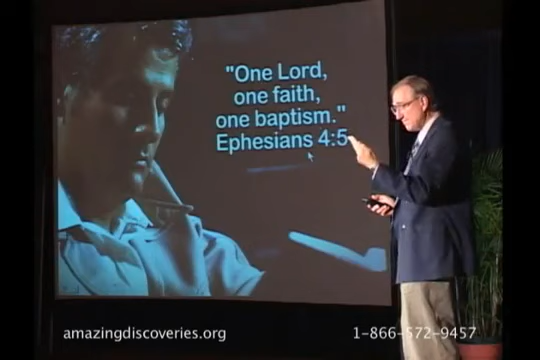 "One Lord,
one faith,
one baptism."
Ephesians 4:5
amazingdiscoveries.org
1-866-572-9457